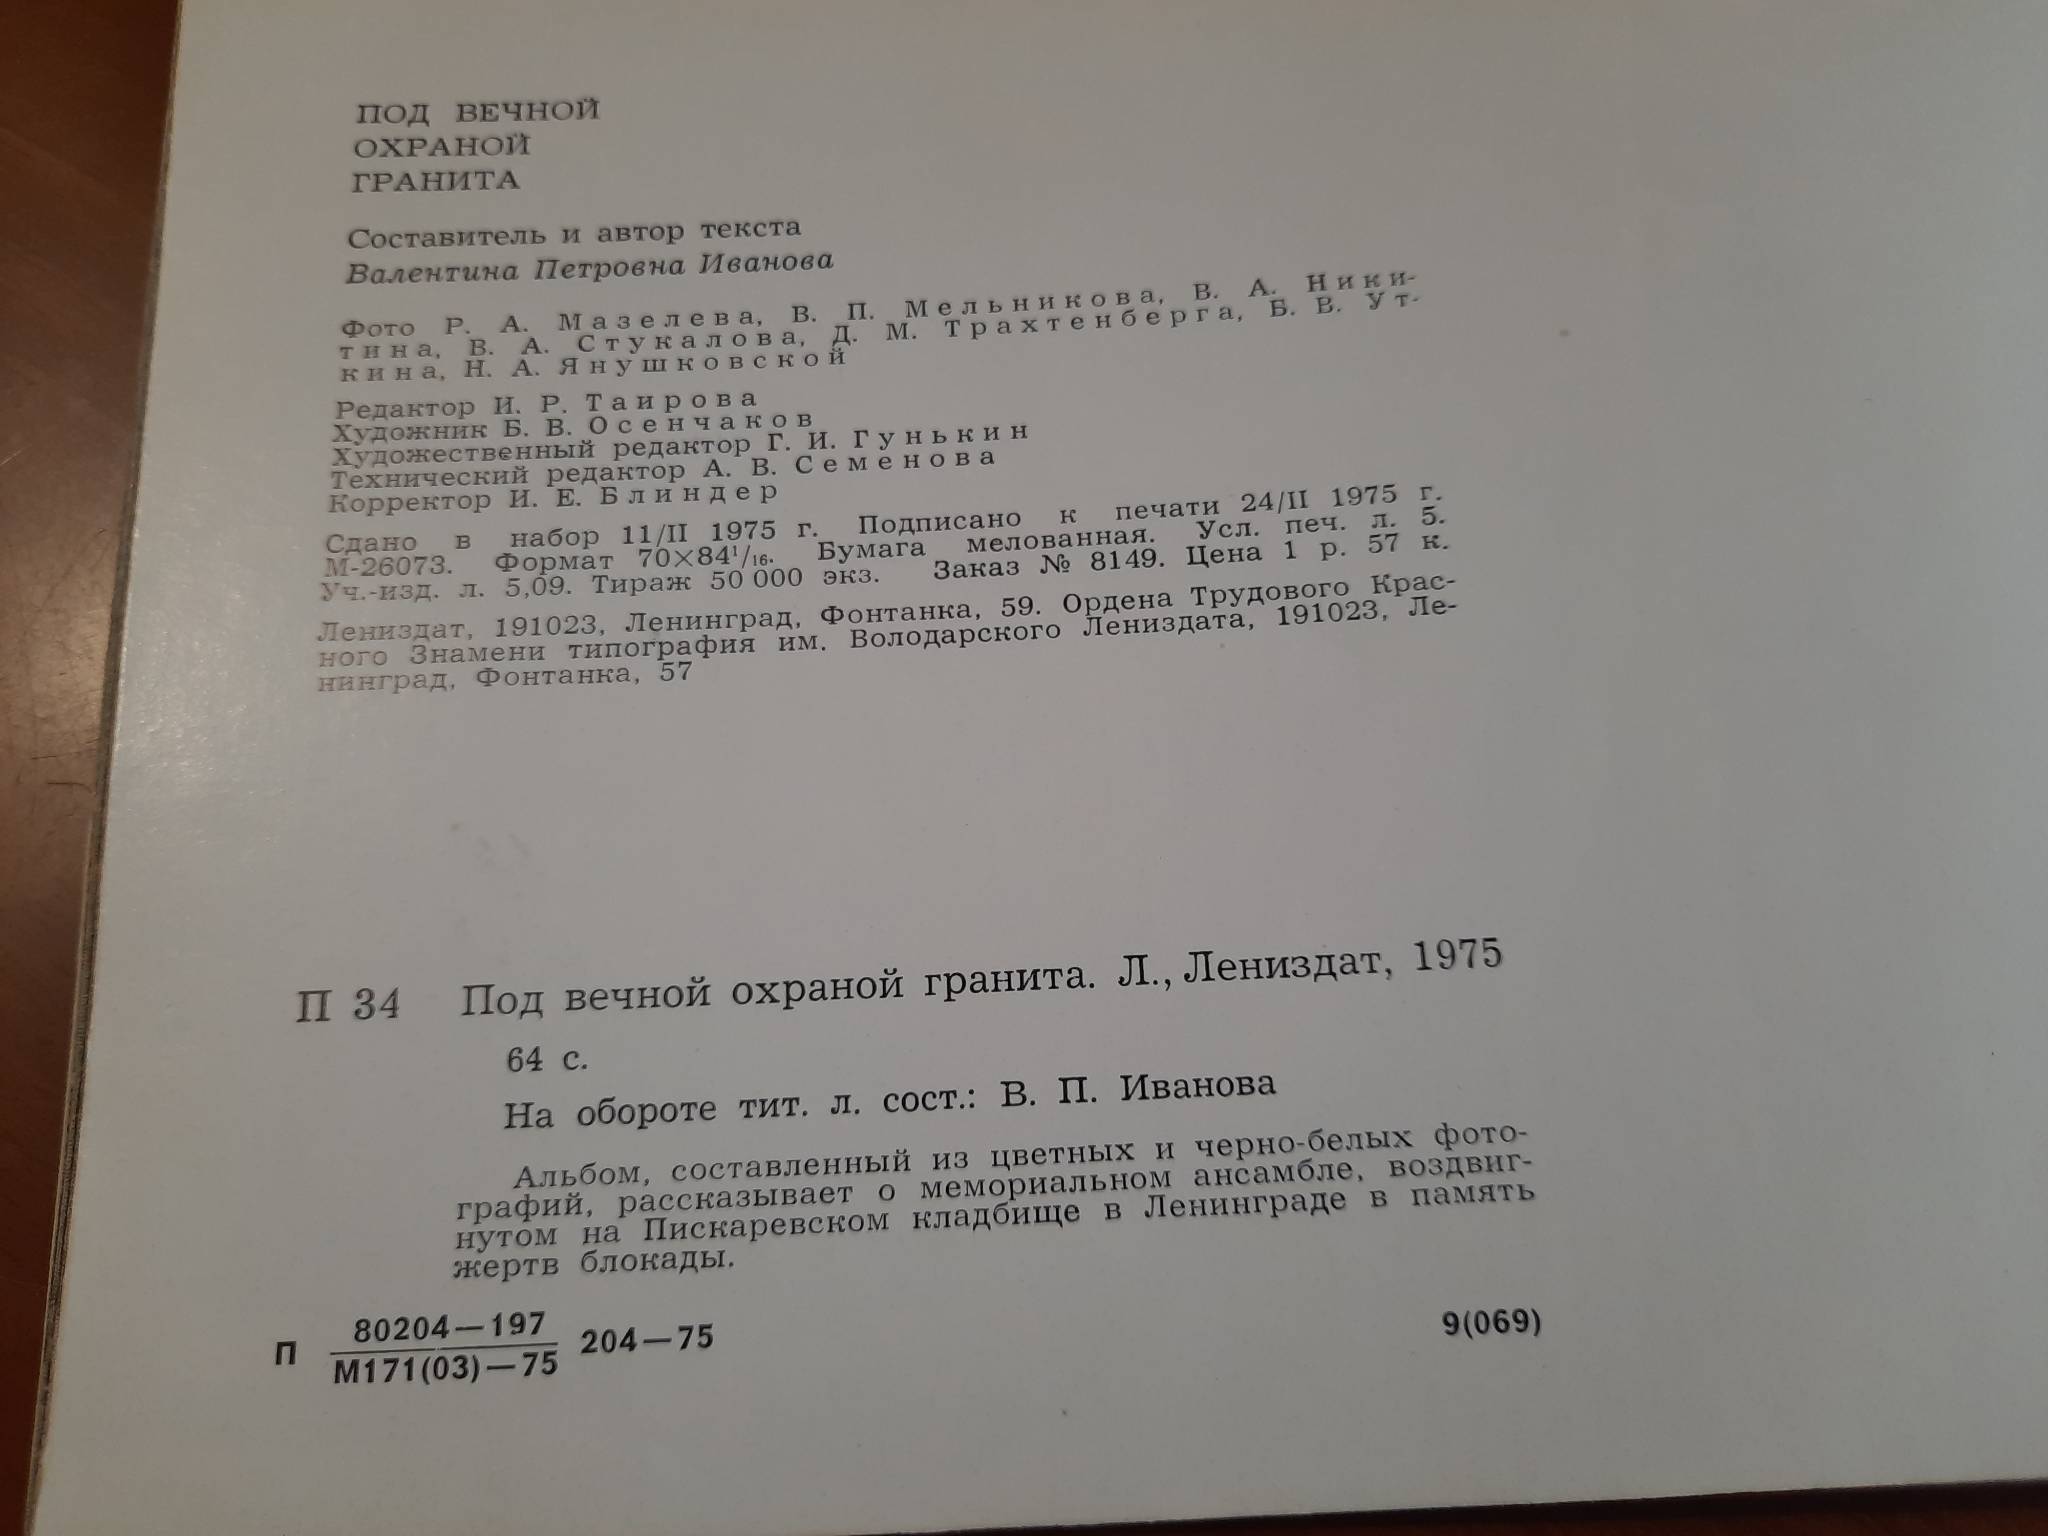 ПОД ВЕЧНОЙ
ОХРАНОЙ
ГРАНИТА
Составитель и автор текста
Валентина Петровна Иванова
Фото Р. А. Мазелева, В. П. Мельникова, В. А. Ники-
тина, В. А. Стукалова, Д. М. Трахтенберга, Б. В. Ут-
кина, Н. А. Янушковской
Редактор И. Р. Таирова
Художник Б. В. Осенчаков
Художественный редактор Г. И. Гунькин
Технический редактор А. В. Семенова
Корректор И. Е. Блиндер
Сдано в набор 11/II 1975 г. Подписано к печати 24/II 1975 г.
М-26073. Формат 70×84¹/₁₆. Бумага мелованная. Усл. печ. л. 5.
Уч.-изд. л. 5,09. Тираж 50 000 экз. Заказ № 8149. Цена 1 р. 57 к.
Лениздат, 191023, Ленинград, Фонтанка, 59. Ордена Трудового Крас-
ного Знамени типография им. Володарского Лениздата, 191023, Ле-
нинград, Фонтанка, 57
П 34 Под вечной охраной гранита. Л., Лениздат, 1975
64 с.
На обороте тит. л. сост.: В. П. Иванова
Альбом, составленный из цветных и черно-белых фото-
графий, рассказывает о мемориальном ансамбле, воздвиг-
нутом на Пискаревском кладбище в Ленинграде в память
жертв блокады.
80204—197
П 204—75 9(069)
М171(03)—75